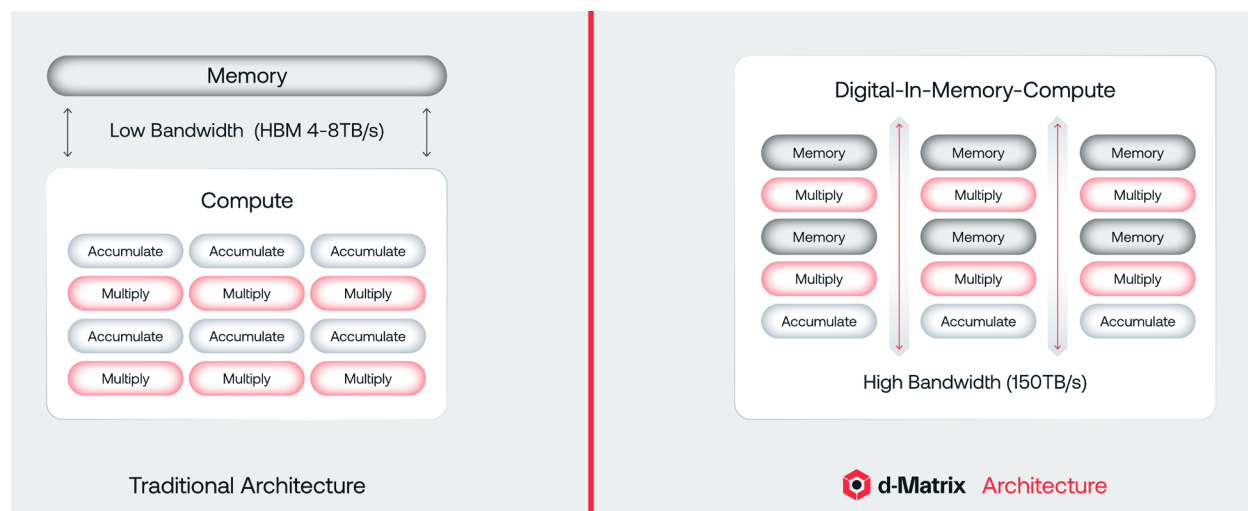 Memory
Low Bandwidth (HBM 4-8TB/s)
Compute
Accumulate Accumulate Accumulate
Multiply Multiply Multiply
Accumulate Accumulate Accumulate
Multiply Multiply Multiply
Traditional Architecture
Digital-In-Memory-Compute
Memory Memory Memory
Multiply Multiply Multiply
Memory Memory Memory
Multiply Multiply Multiply
Accumulate Accumulate Accumulate
High Bandwidth (150TB/s)
d-Matrix Architecture